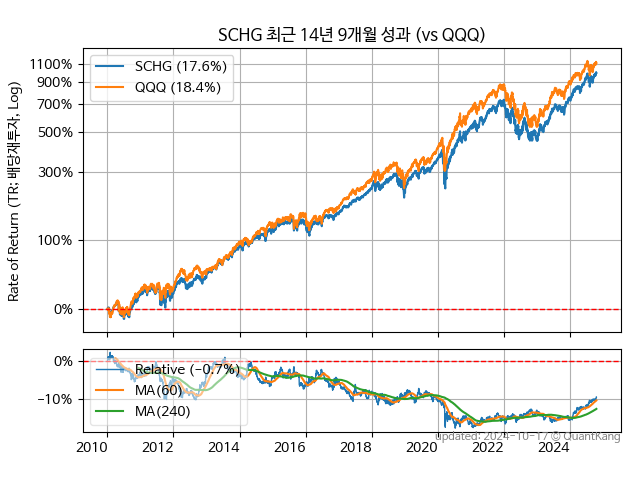 SCHG 최근 14년 9개월 성과 (vs QQQ)
Rate of Return (TR; 배당재투자, Log)
1100%
900%
700%
500%
300%
100%
0%
SCHG (17.6%)
QQQ (18.4%)
0%
−10%
Relative (−0.7%)
MA(60)
MA(240)
2010 2012 2014 2016 2018 2020 2022 2024
Updated: 2024-10-17 © QuantKang